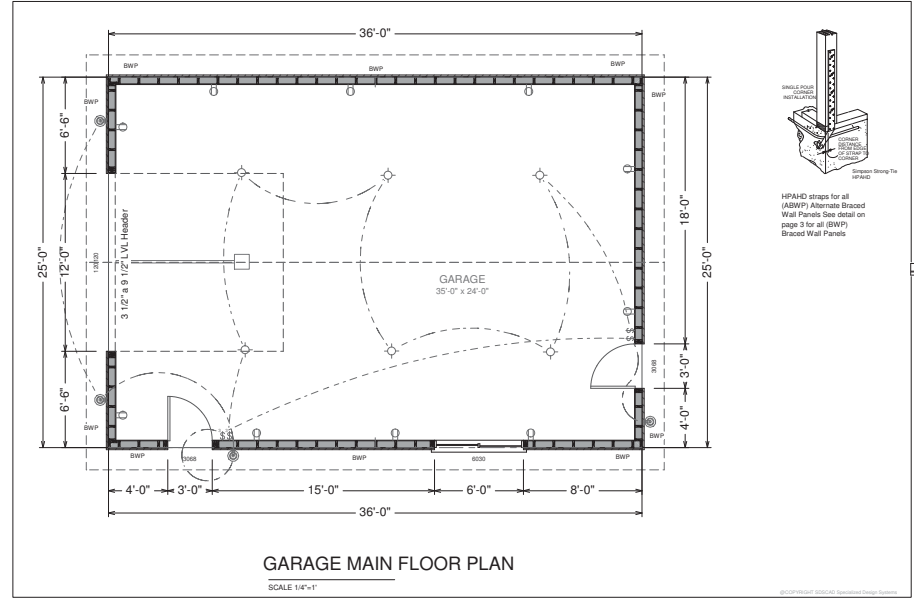 36'-0"
BWP
BWP
BWP
BWP
BWP
6'-6"
25'-0"
12'-0"
6'-6"
3 1/2" a 9 1/2" LVL Header
GARAGE
35'-0" x 24'-0"
18'-0"
25'-0"
3'-0"
4'-0"
3068
BWP
BWP
BWP
BWP
BWP
3068
6030
4'-0"
3'-0"
15'-0"
6'-0"
8'-0"
36'-0"
SINGLE POUR
CORNER
INSTALLATION
CORNER
DISTANCE
FROM EDGE
OF STRAP TO
CORNER
Simpson Strong-Tie
HPAHD
HPAHD straps for all
(ABWP) Alternate Braced
Wall Panels See detail on
page 3 for all (BWP)
Braced Wall Panels
GARAGE MAIN FLOOR PLAN
SCALE 1/4"=1'